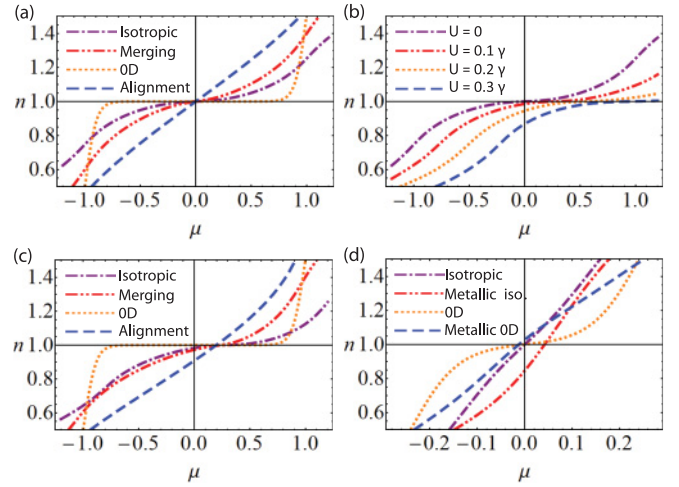 (a)
Isotropic
Merging
0D
Alignment
1.4
1.2
n 1.0
0.8
0.6
-1.0 -0.5 0.0 0.5 1.0
μ
(b)
U = 0
U = 0.1 γ
U = 0.2 γ
U = 0.3 γ
1.4
1.2
n 1.0
0.8
0.6
-1.0 -0.5 0.0 0.5 1.0
μ
(c)
Isotropic
Merging
0D
Alignment
1.4
1.2
n 1.0
0.8
0.6
-1.0 -0.5 0.0 0.5 1.0
μ
(d)
Isotropic
Metallic iso.
0D
Metallic 0D
1.4
1.2
n 1.0
0.8
0.6
-0.2 -0.1 0.0 0.1 0.2
μ